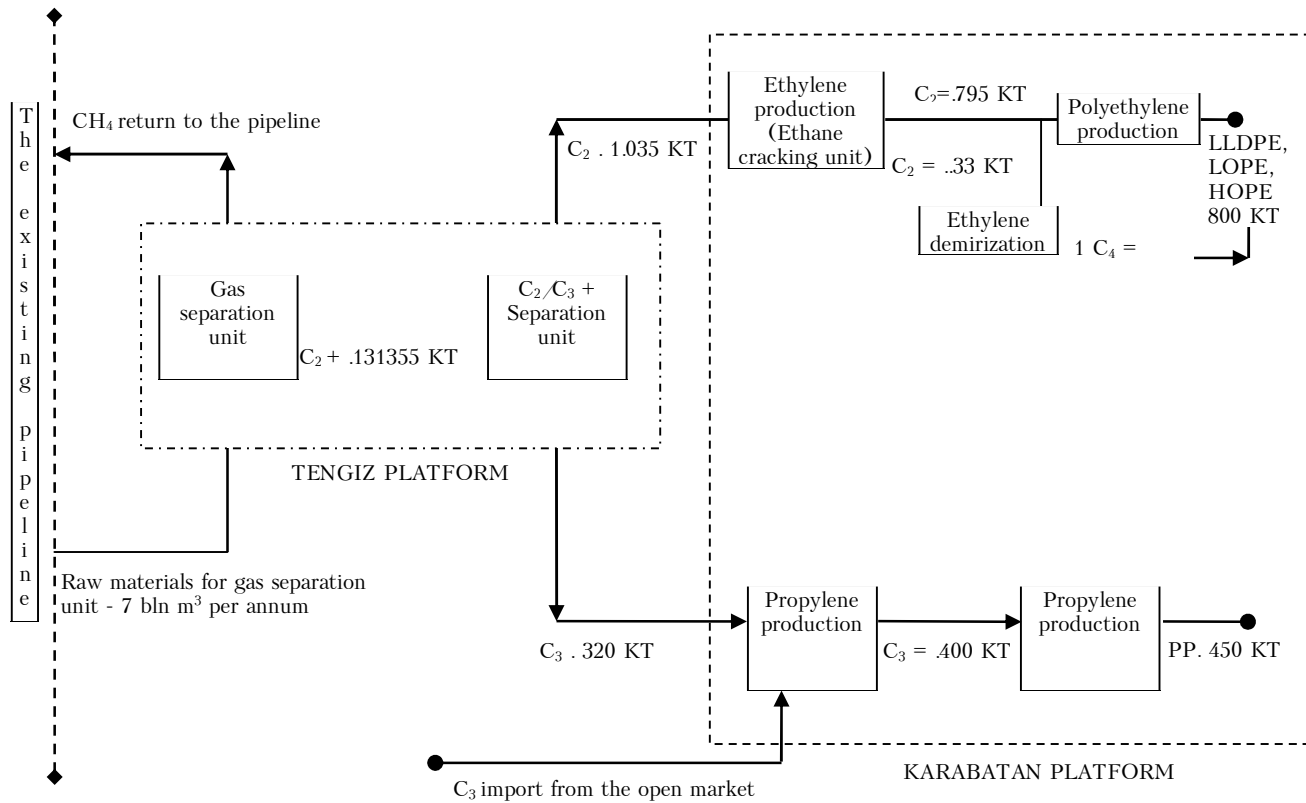 The existing pipeline
CH₄ return to the pipeline
Raw materials for gas separation
unit - 7 bln m³ per annum
Gas
separation
unit
C₂ + .131355 KT
C₂/C₃ +
Separation
unit
TENGIZ PLATFORM
C₂ . 1.035 KT
Ethylene
production
(Ethane
cracking unit)
C₂=.795 KT
C₂ = ..33 KT
Polyethylene
production
LLDPE,
LOPE,
HOPE
800 KT
Ethylene
demirization
1 C₄ =
C₃ . 320 KT
Propylene
production
C₃ = .400 KT
Propylene
production
PP. 450 KT
C₃ import from the open market
KARABATAN PLATFORM